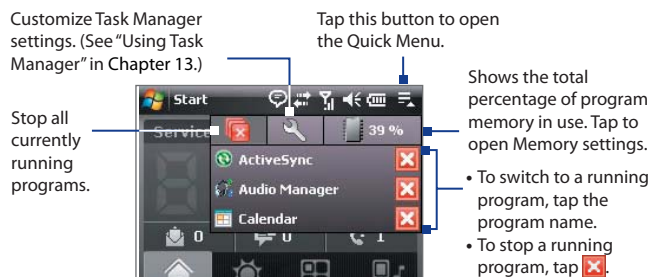 Customize Task Manager
settings. (See “Using Task
Manager” in Chapter 13.)
Tap this button to open
the Quick Menu.
Stop all
currently
running
programs.
Shows the total
percentage of program
memory in use. Tap to
open Memory settings.
Start
Service
39 %
ActiveSync
Audio Manager
Calendar
0
0
1
• To switch to a running
program, tap the
program name.
• To stop a running
program, tap
.